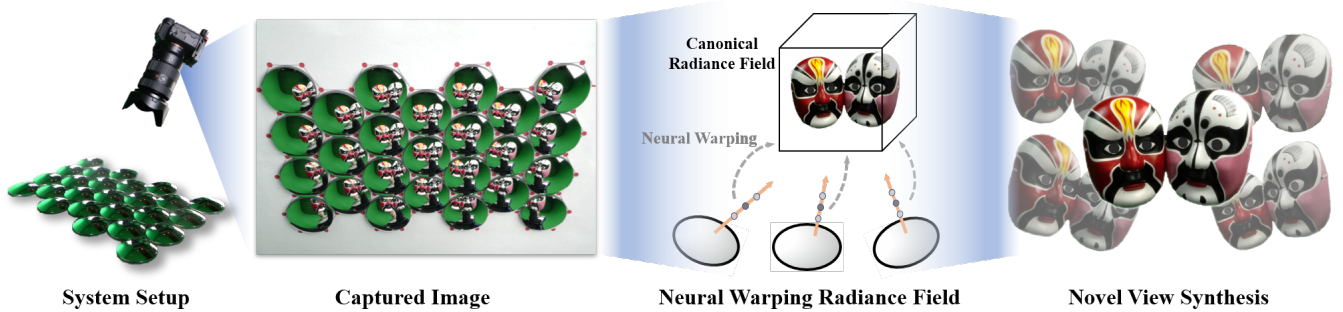 Canonical
Radiance Field
Neural Warping
System Setup
Captured Image
Neural Warping Radiance Field
Novel View Synthesis